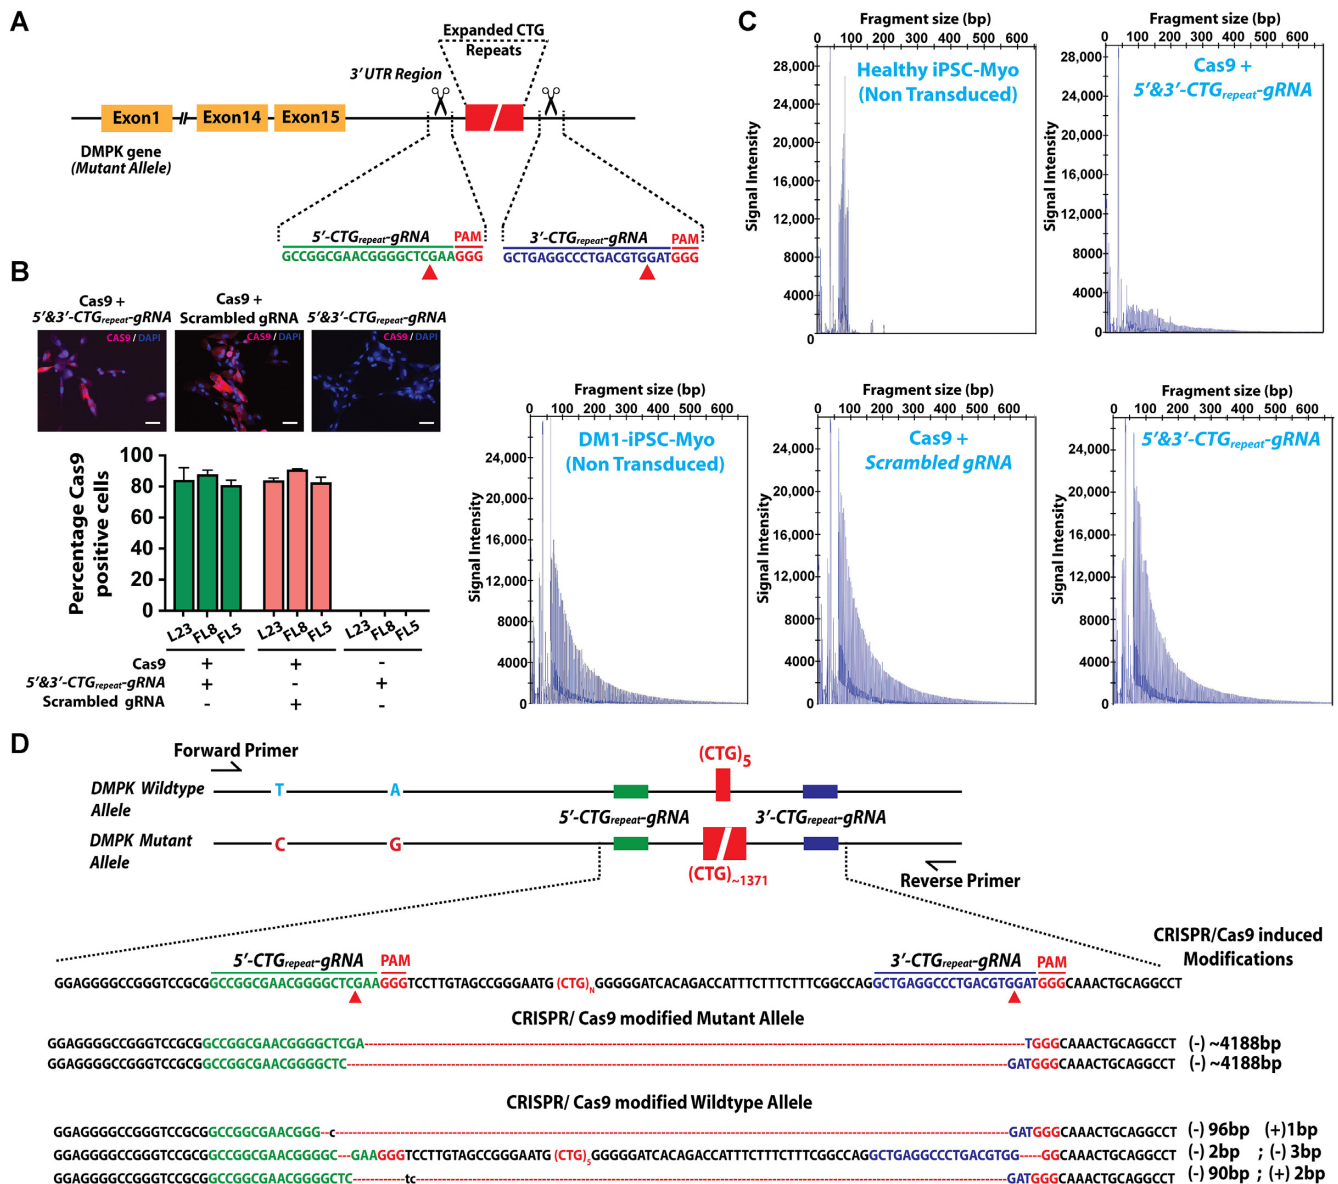 A
Expanded CTG
Repeats
3′ UTR Region
Exon1
Exon14
Exon15
DMPK gene
(Mutant Allele)
5′-CTGrepeat-gRNA PAM
GCCGGCGAACGGGGCTCGAAGGG
3′-CTGrepeat-gRNA PAM
GCTGAGGCCCTGACGTGGATGGG
B
Cas9 +
5′&3′-CTGrepeat-gRNA
Cas9 +
Scrambled gRNA
5′&3′-CTGrepeat-gRNA
CAS9 / DAPI
CAS9 / DAPI
CAS9 / DAPI
Percentage Cas9
positive cells
100
80
60
40
20
0
L23 FL8 FL5 L23 FL8 FL5 L23 FL8 FL5
Cas9 + + -
5′&3′-CTGrepeat-gRNA + - +
Scrambled gRNA - + -
C
Fragment size (bp)
0 100 200 300 400 500 600
Healthy iPSC-Myo
(Non Transduced)
Signal Intensity
28,000
24,000
20,000
16,000
12,000
8000
4000
0
Fragment size (bp)
0 100 200 300 400 500 600
Cas9 +
5′&3′-CTGrepeat-gRNA
Signal Intensity
28,000
24,000
20,000
16,000
12,000
8000
4000
0
Fragment size (bp)
0 100 200 300 400 500 600
DM1-iPSC-Myo
(Non Transduced)
Signal Intensity
24,000
20,000
16,000
12,000
8000
4000
0
Fragment size (bp)
0 100 200 300 400 500 600
Cas9 +
Scrambled gRNA
Signal Intensity
24,000
20,000
16,000
12,000
8000
4000
0
Fragment size (bp)
0 100 200 300 400 500 600
5′&3′-CTGrepeat-gRNA
Signal Intensity
24,000
20,000
16,000
12,000
8000
4000
0
D
Forward Primer
(CTG)5
DMPK Wildtype
Allele
T A
5′-CTGrepeat-gRNA 3′-CTGrepeat-gRNA
DMPK Mutant
Allele
C G
(CTG)~1371
Reverse Primer
CRISPR/Cas9 induced
Modifications
5′-CTGrepeat-gRNA PAM 3′-CTGrepeat-gRNA PAM
GGAGGGGCCGGGTCCGCGGCCGGCGAACGGGGCTCGAAGGGTCCTTGTAGCCGGGAATG (CTG)N GGGGGATCACAGACCATTTCTTTCTTTCGGCCAGGCTGAGGCCCTGACGTGGATGGGCAAACTGCAGGCCT
CRISPR/ Cas9 modified Mutant Allele
GGAGGGGCCGGGTCCGCGGCCGGCGAACGGGGCTCGA----TGGGCAAACTGCAGGCCT (-) ~4188bp
GGAGGGGCCGGGTCCGCGGCCGGCGAACGGGGCTC----GATGGGCAAACTGCAGGCCT (-) ~4188bp
CRISPR/ Cas9 modified Wildtype Allele
GGAGGGGCCGGGTCCGCGGCCGGCGAACGGG--c----GATGGGCAAACTGCAGGCCT (-) 96bp (+)1bp
GGAGGGGCCGGGTCCGCGGCCGGCGAACGGGGC---GAAGGGTCCTTGTAGCCGGGAATG (CTG)5 GGGGGATCACAGACCATTTCTTTCTTTCGGCCAGGCTGAGGCCCTGACGTGG-----GGCAAACTGCAGGCCT (-) 2bp ; (-) 3bp
GGAGGGGCCGGGTCCGCGGCCGGCGAACGGGGCTC----tc----GATGGGCAAACTGCAGGCCT (-) 90bp ; (+) 2bp